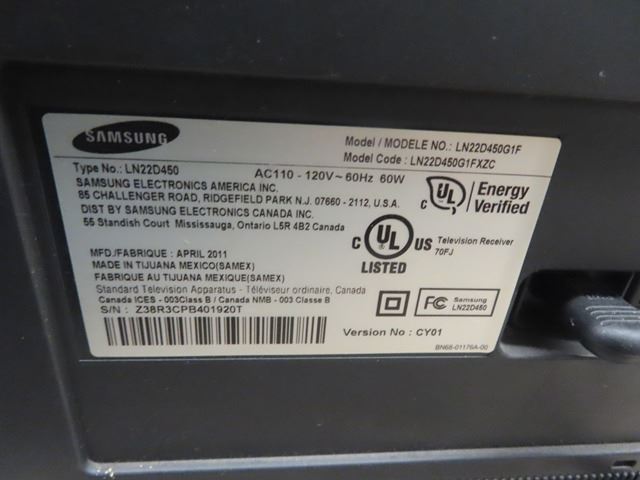 SAMSUNG
Model / MODELE NO.: LN22D450G1F
Model Code : LN22D450G1FXZC
Type No.: LN22D450
AC110 - 120V ~ 60Hz 60W
SAMSUNG ELECTRONICS AMERICA INC.
85 CHALLENGER ROAD, RIDGEFIELD PARK N.J. 07660 - 2112, U.S.A.
DIST BY SAMSUNG ELECTRONICS CANADA INC.
55 Standish Court Mississauga, Ontario L5R 4B2 Canada
C UL Energy
Verified
C UL US Television Receiver
70FJ
LISTED
MFD./FABRIQUE : APRIL 2011
MADE IN TIJUANA MEXICO(SAMEX)
FABRIQUE AU TIJUANA MEXIQUE(SAMEX)
Standard Television Apparatus - Téléviseur ordinaire, Canada
Canada ICES - 003Class B / Canada NMB - 003 Classe B
S/N : Z38R3CPB401920T
FC Samsung
LN22D450
Version No : CY01
BN68-01176A-00